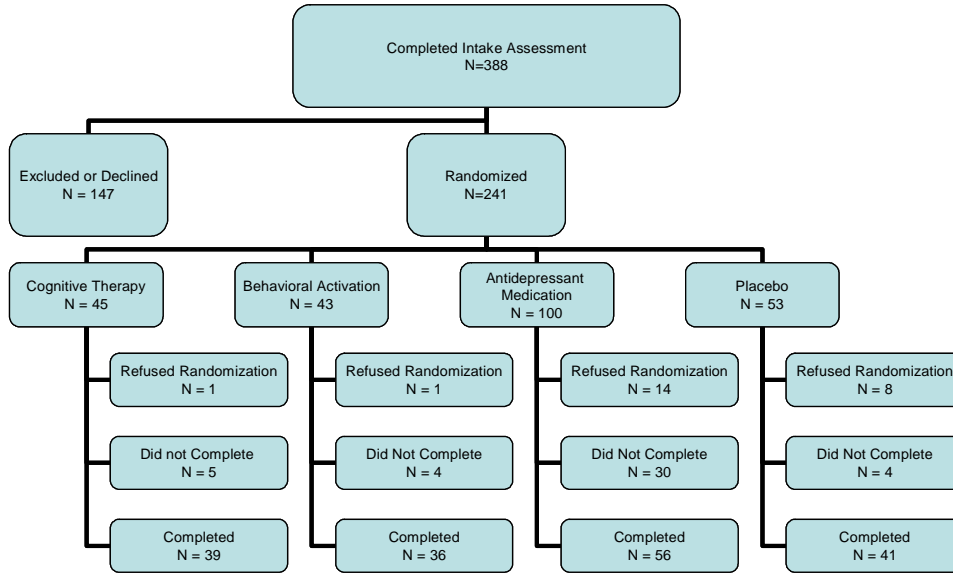 Completed Intake Assessment
N=388
Excluded or Declined
N = 147
Randomized
N=241
Cognitive Therapy
N = 45
Behavioral Activation
N = 43
Antidepressant
Medication
N = 100
Placebo
N = 53
Refused Randomization
N = 1
Refused Randomization
N = 1
Refused Randomization
N = 14
Refused Randomization
N = 8
Did not Complete
N = 5
Did Not Complete
N = 4
Did Not Complete
N = 30
Did Not Complete
N = 4
Completed
N = 39
Completed
N = 36
Completed
N = 56
Completed
N = 41